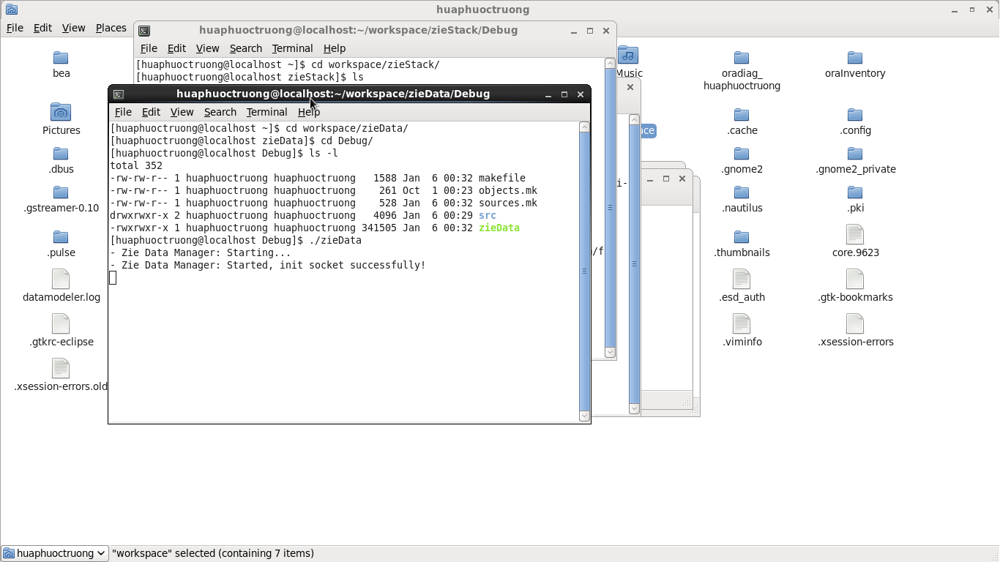 huaphuoctruong
File Edit View Places
huaphuoctruong@localhost:~/workspace/zieStack/Debug
File Edit View Search Terminal Help
[huaphuoctruong@localhost ~]$ cd workspace/zieStack/
[huaphuoctruong@localhost zieStack]$ ls
huaphuoctruong@localhost:~/workspace/zieData/Debug
File Edit View Search Terminal Help
[huaphuoctruong@localhost ~]$ cd workspace/zieData/
[huaphuoctruong@localhost zieData]$ cd Debug/
[huaphuoctruong@localhost Debug]$ ls -l
total 352
-rw-rw-r-- 1 huaphuoctruong huaphuoctruong   1588 Jan  6 00:32 makefile
-rw-rw-r-- 1 huaphuoctruong huaphuoctruong    261 Oct  1 00:23 objects.mk
-rw-rw-r-- 1 huaphuoctruong huaphuoctruong    528 Jan  6 00:32 sources.mk
drwxrwxr-x 2 huaphuoctruong huaphuoctruong   4096 Jan  6 00:29 src
-rwxrwxr-x 1 huaphuoctruong huaphuoctruong 341505 Jan  6 00:32 zieData
[huaphuoctruong@localhost Debug]$ ./zieData
- Zie Data Manager: Starting...
- Zie Data Manager: Started, init socket successfully!
bea
Pictures
.dbus
.gstreamer-0.10
.pulse
datamodeler.log
.gtkrc-eclipse
.xsession-errors.old
Music
ace
i-
/f
oradiag_
huaphuoctruong
oraInventory
.cache
.config
.gnome2
.gnome2_private
.nautilus
.pki
.thumbnails
core.9623
.esd_auth
.gtk-bookmarks
.viminfo
.xsession-errors
huaphuoctruong
"workspace" selected (containing 7 items)